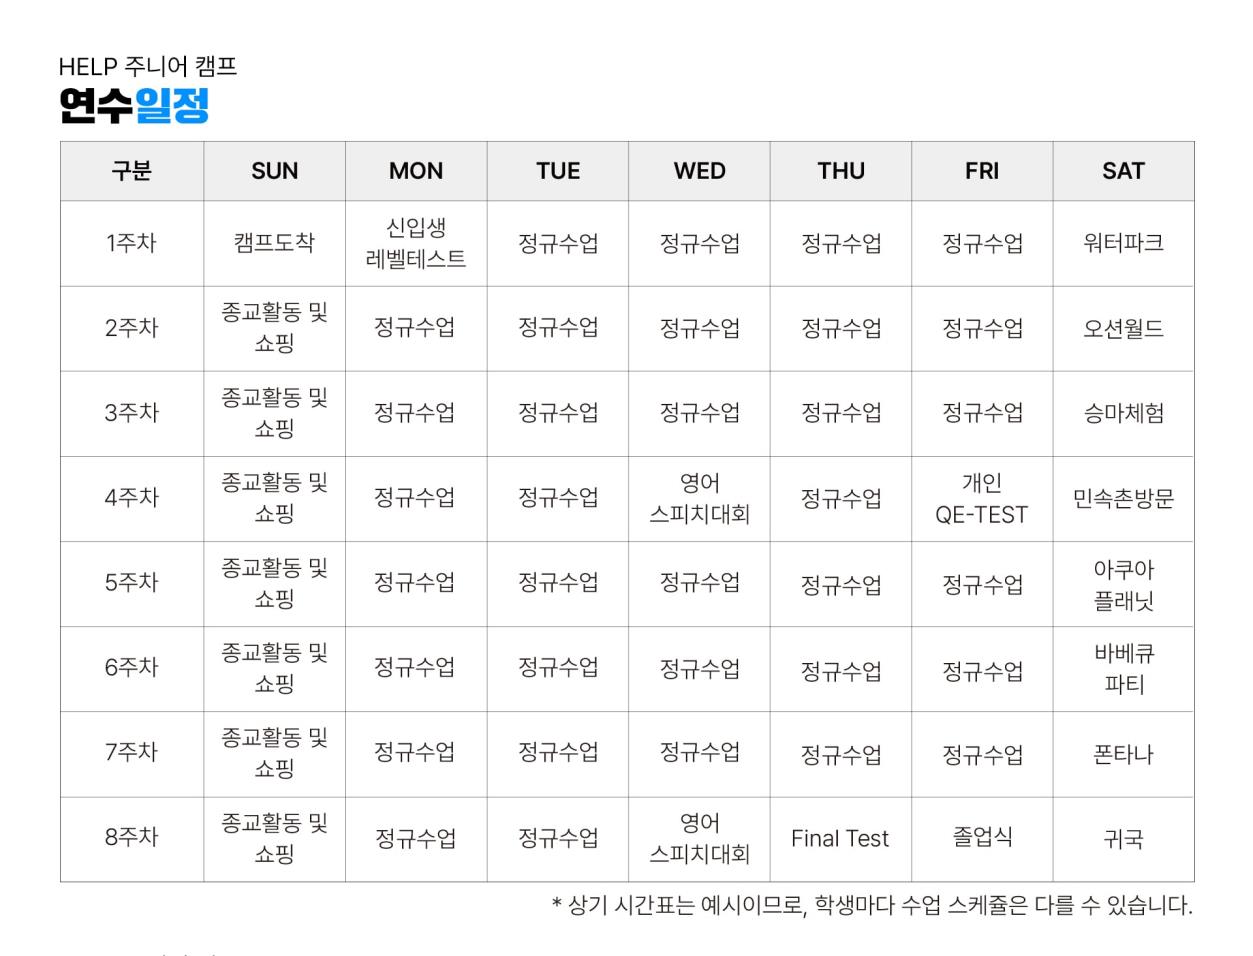 HELP 주니어 캠프
연수일정
구분 SUN MON TUE WED THU FRI SAT
1주차 캠프도착 신입생 레벨테스트 정규수업 정규수업 정규수업 정규수업 워터파크
2주차 종교활동 및 쇼핑 정규수업 정규수업 정규수업 정규수업 정규수업 오션월드
3주차 종교활동 및 쇼핑 정규수업 정규수업 정규수업 정규수업 정규수업 승마체험
4주차 종교활동 및 쇼핑 정규수업 정규수업 영어 스피치대회 정규수업 개인 QE-TEST 민속촌방문
5주차 종교활동 및 쇼핑 정규수업 정규수업 정규수업 정규수업 정규수업 아쿠아 플래닛
6주차 종교활동 및 쇼핑 정규수업 정규수업 정규수업 정규수업 정규수업 바베큐 파티
7주차 종교활동 및 쇼핑 정규수업 정규수업 정규수업 정규수업 정규수업 폰타나
8주차 종교활동 및 쇼핑 정규수업 정규수업 영어 스피치대회 Final Test 졸업식 귀국
* 상기 시간표는 예시이므로, 학생마다 수업 스케쥴은 다를 수 있습니다.